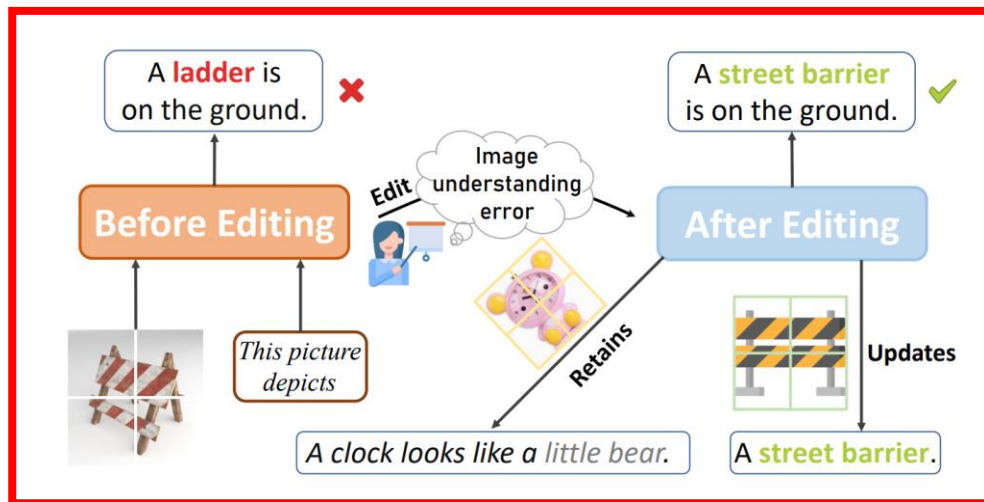 A ladder is
on the ground.
A street barrier
is on the ground.
Image
understanding
error
Edit
Before Editing
After Editing
This picture
depicts
Retains
Updates
A clock looks like a little bear.
A street barrier.